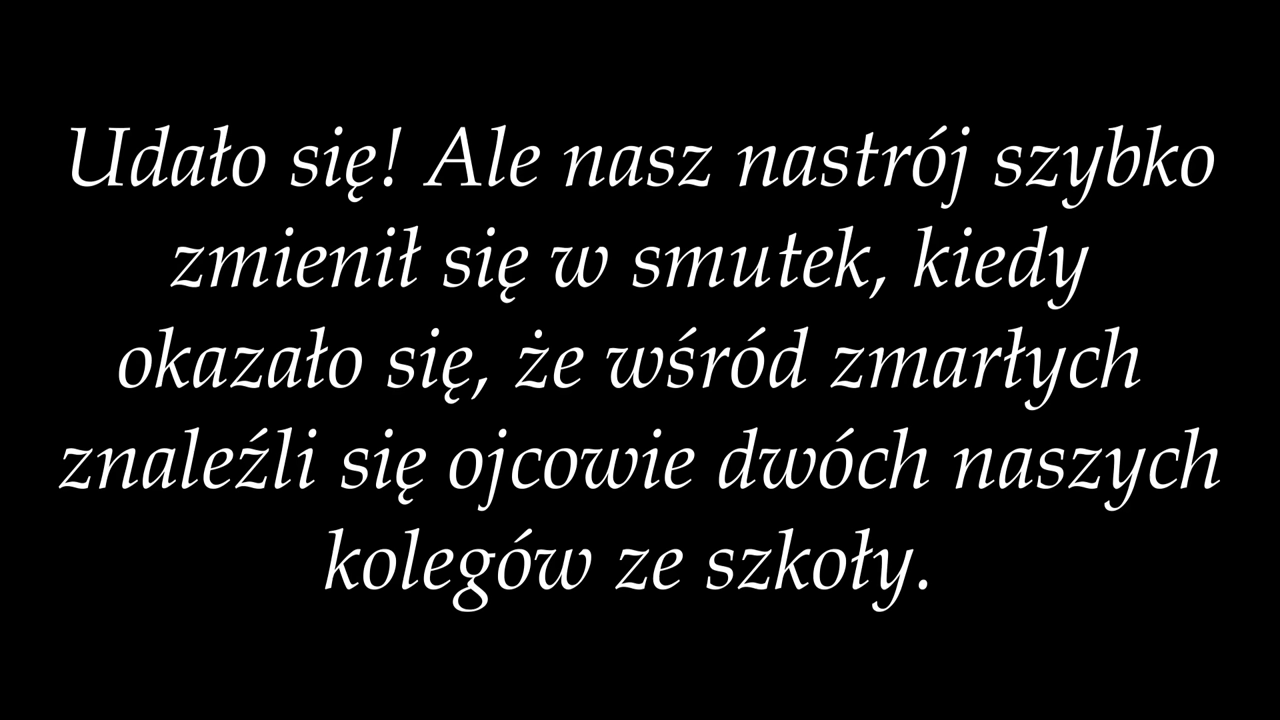 Udało się! Ale nasz nastrój szybko
zmienił się w smutek, kiedy
okazało się, że wśród zmarłych
znaleźli się ojcowie dwóch naszych
kolegów ze szkoły.